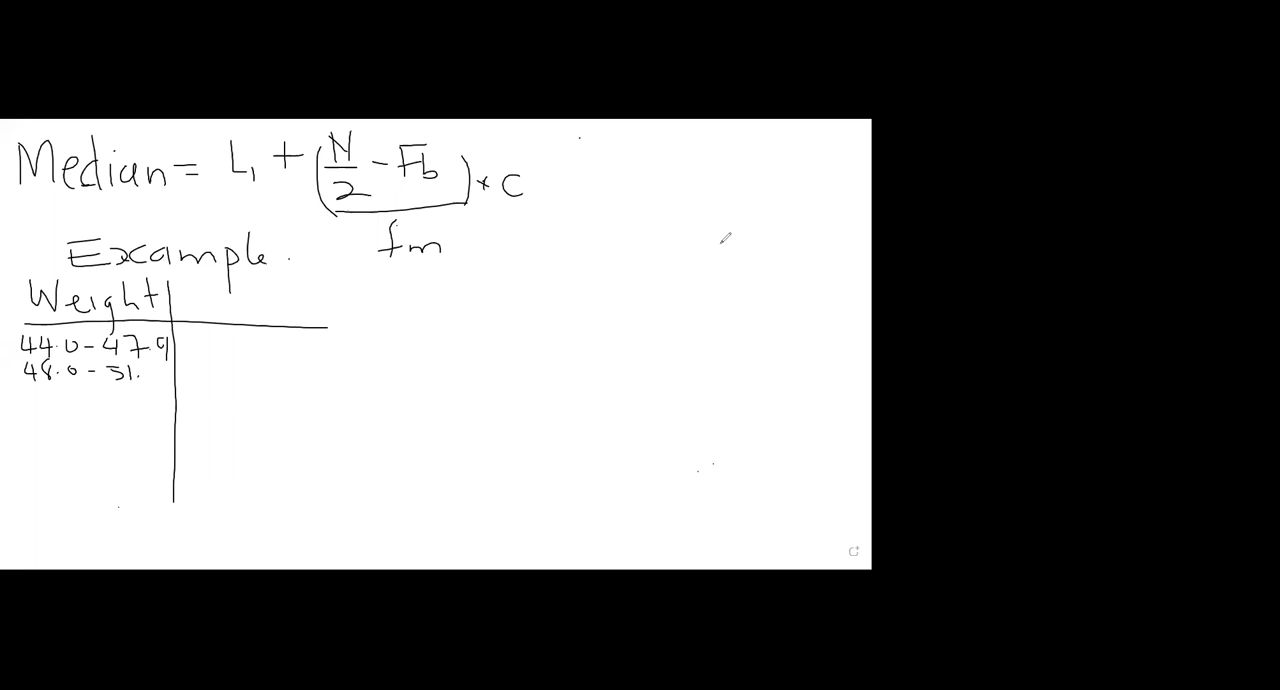 Median = L1 + (N/2 - Fb) * C
fm
Example.
Weight
44.0 - 47.9
48.0 - 51.